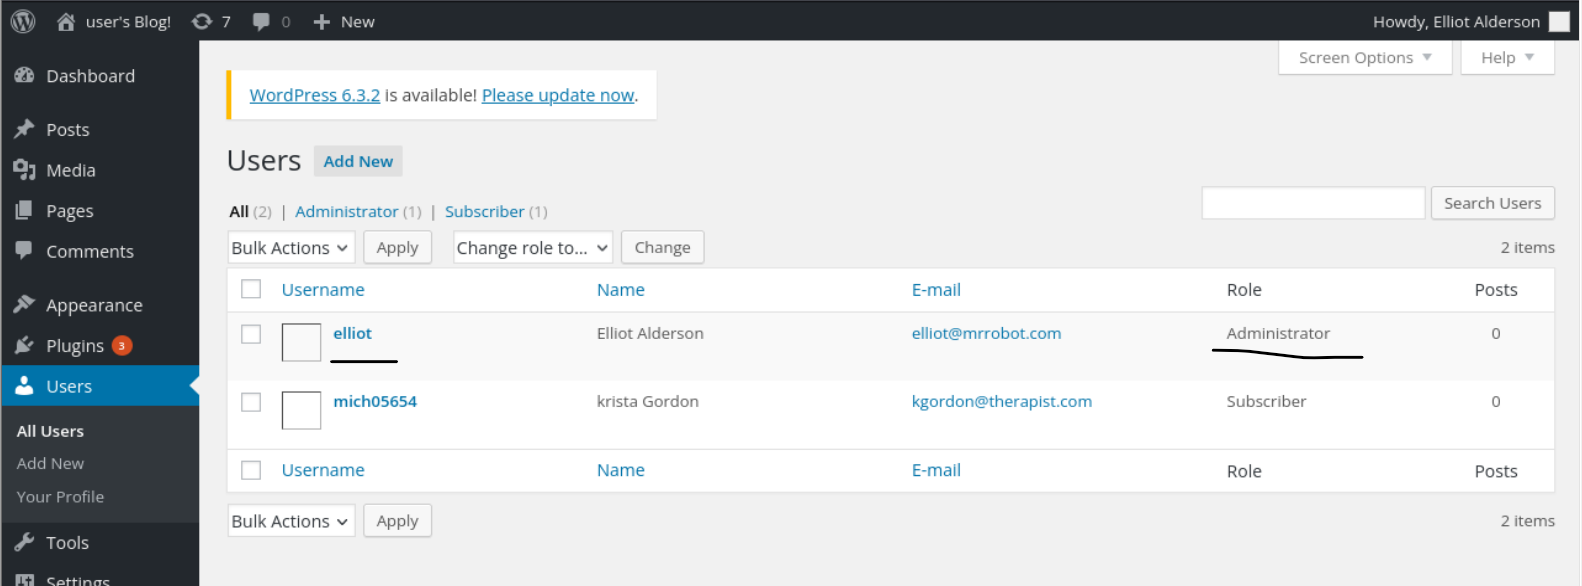 user's Blog! 7 0 + New Howdy, Elliot Alderson
Screen Options Help
Dashboard
Posts
Media
Pages
Comments
Appearance
Plugins 3
Users
All Users
Add New
Your Profile
Tools
Settings
WordPress 6.3.2 is available! Please update now.
Users Add New
All (2) | Administrator (1) | Subscriber (1)
Search Users
Bulk Actions Apply Change role to... Change 2 items
Username Name E-mail Role Posts
elliot Elliot Alderson elliot@mrrobot.com Administrator 0
mich05654 krista Gordon kgordon@therapist.com Subscriber 0
Username Name E-mail Role Posts
Bulk Actions Apply 2 items